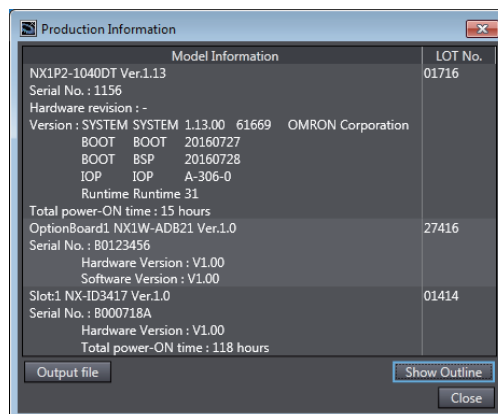 Production Information
Model Information LOT No.
NX1P2-1040DT Ver.1.13 01716
Serial No. : 1156
Hardware revision : -
Version : SYSTEM SYSTEM 1.13.00 61669 OMRON Corporation
BOOT BOOT 20160727
BOOT BSP 20160728
IOP IOP A-306-0
Runtime Runtime 31
Total power-ON time : 15 hours
OptionBoard1 NX1W-ADB21 Ver.1.0 27416
Serial No. : B0123456
Hardware Version : V1.00
Software Version : V1.00
Slot:1 NX-ID3417 Ver.1.0 01414
Serial No. : B000718A
Hardware Version : V1.00
Total power-ON time : 118 hours
Output file Show Outline
Close